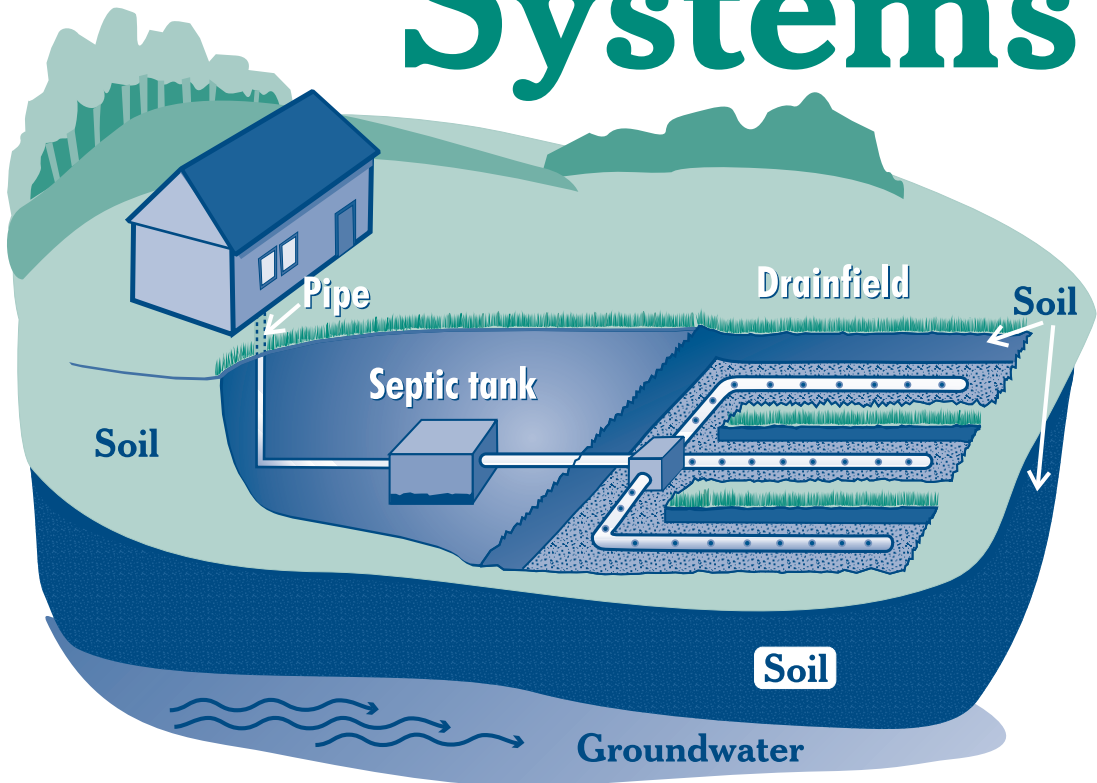 Systems
Pipe
Drainfield
Soil
Septic tank
Soil
Soil
Groundwater